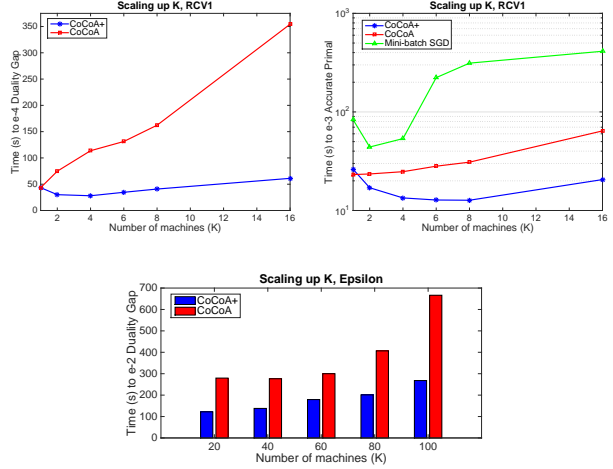 Scaling up K, RCV1
CoCoA+
CoCoA
Time (s) to e-4 Duality Gap
350
300
250
200
150
100
50
0
2 4 6 8 10 12 14 16
Number of machines (K)
Scaling up K, RCV1
CoCoA+
CoCoA
Mini-batch SGD
Time (s) to e-3 Accurate Primal
10^3
10^2
10^1
2 4 6 8 10 12 14 16
Number of machines (K)
Scaling up K, Epsilon
CoCoA+
CoCoA
Time (s) to e-2 Duality Gap
700
600
500
400
300
200
100
0
20 40 60 80 100
Number of machines (K)